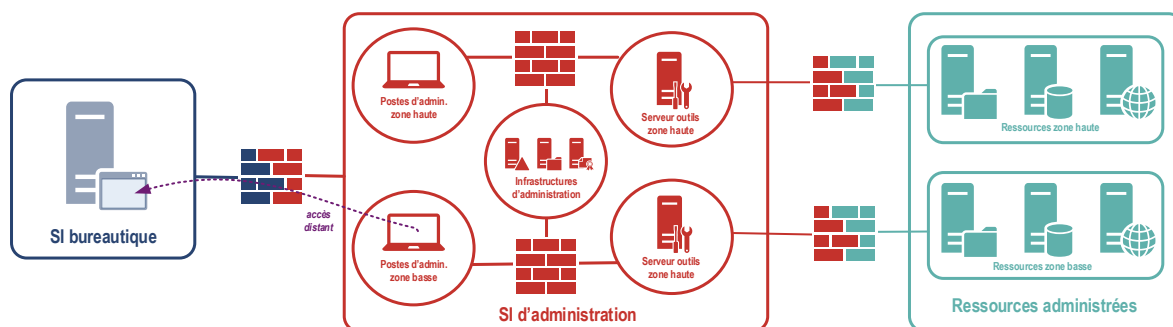 SI bureautique
accès
distant
Postes d'admin.
zone haute
Serveur outils
zone haute
Infrastructures
d'administration
Postes d'admin.
zone basse
Serveur outils
zone haute
SI d'administration
Ressources zone haute
Ressources zone basse
Ressources administrées